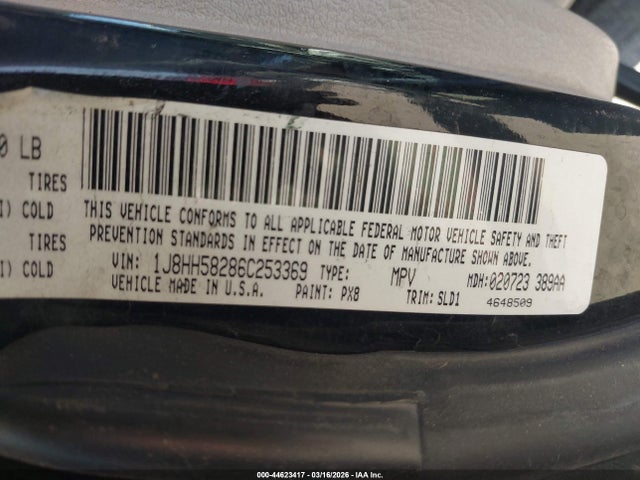 0 LB
TIRES
I) COLD
TIRES
I) COLD
THIS VEHICLE CONFORMS TO ALL APPLICABLE FEDERAL MOTOR VEHICLE SAFETY AND THEFT
PREVENTION STANDARDS IN EFFECT ON THE DATE OF MANUFACTURE SHOWN ABOVE.
VIN: 1J8HH58286C253369 TYPE: MPV MDH: 020723 389AA
VEHICLE MADE IN U.S.A. PAINT: PX8 TRIM: SLD1 4648509
000-44623417 - 03/16/2026 - IAA Inc.